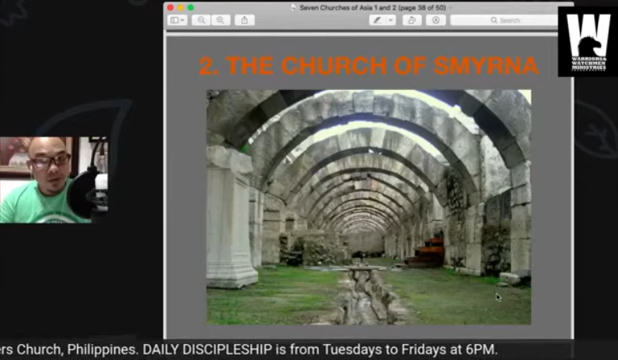 Seven Churches of Asia 1 and 2 (page 38 of 50)
Search
2. THE CHURCH OF SMYRNA
W
WARRIORS &
WATCHMEN
MINISTRIES
ers Church, Philippines. DAILY DISCIPLESHIP is from Tuesdays to Fridays at 6PM.